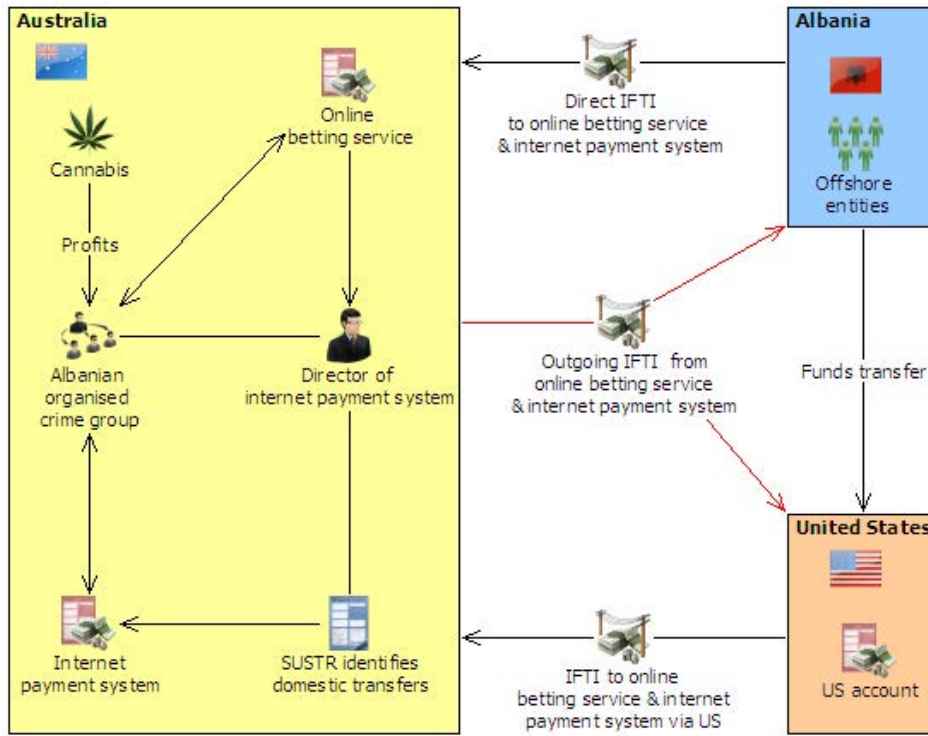 Australia
Online
betting service
Cannabis
Profits
Albanian
organised
crime group
Director of
internet payment system
Internet
payment system
SUSTR identifies
domestic transfers
Direct IFTI
to online betting service
& internet payment system
Outgoing IFTI from
online betting service
& internet payment system
IFTI to online
betting service & internet
payment system via US
Albania
Offshore
entities
Funds transfer
United States
US account